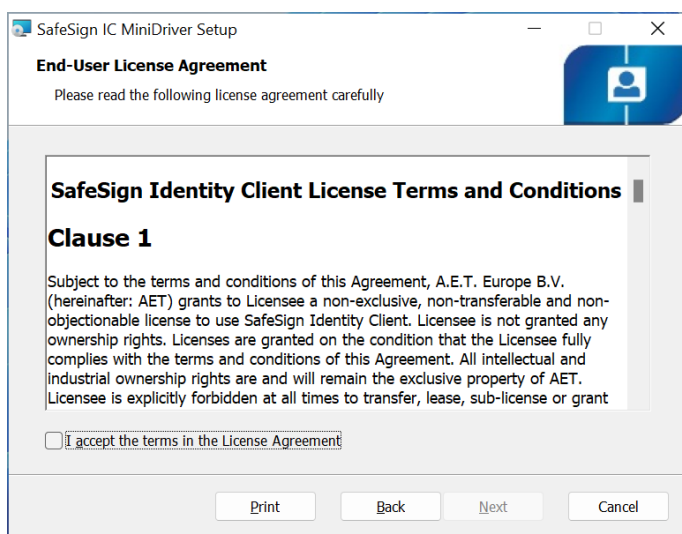 SafeSign IC MiniDriver Setup
End-User License Agreement
Please read the following license agreement carefully
SafeSign Identity Client License Terms and Conditions
Clause 1
Subject to the terms and conditions of this Agreement, A.E.T. Europe B.V.
(hereinafter: AET) grants to Licensee a non-exclusive, non-transferable and non-
objectionable license to use SafeSign Identity Client. Licensee is not granted any
ownership rights. Licenses are granted on the condition that the Licensee fully
complies with the terms and conditions of this Agreement. All intellectual and
industrial ownership rights are and will remain the exclusive property of AET.
Licensee is explicitly forbidden at all times to transfer, lease, sub-license or grant
I accept the terms in the License Agreement
Print Back Next Cancel